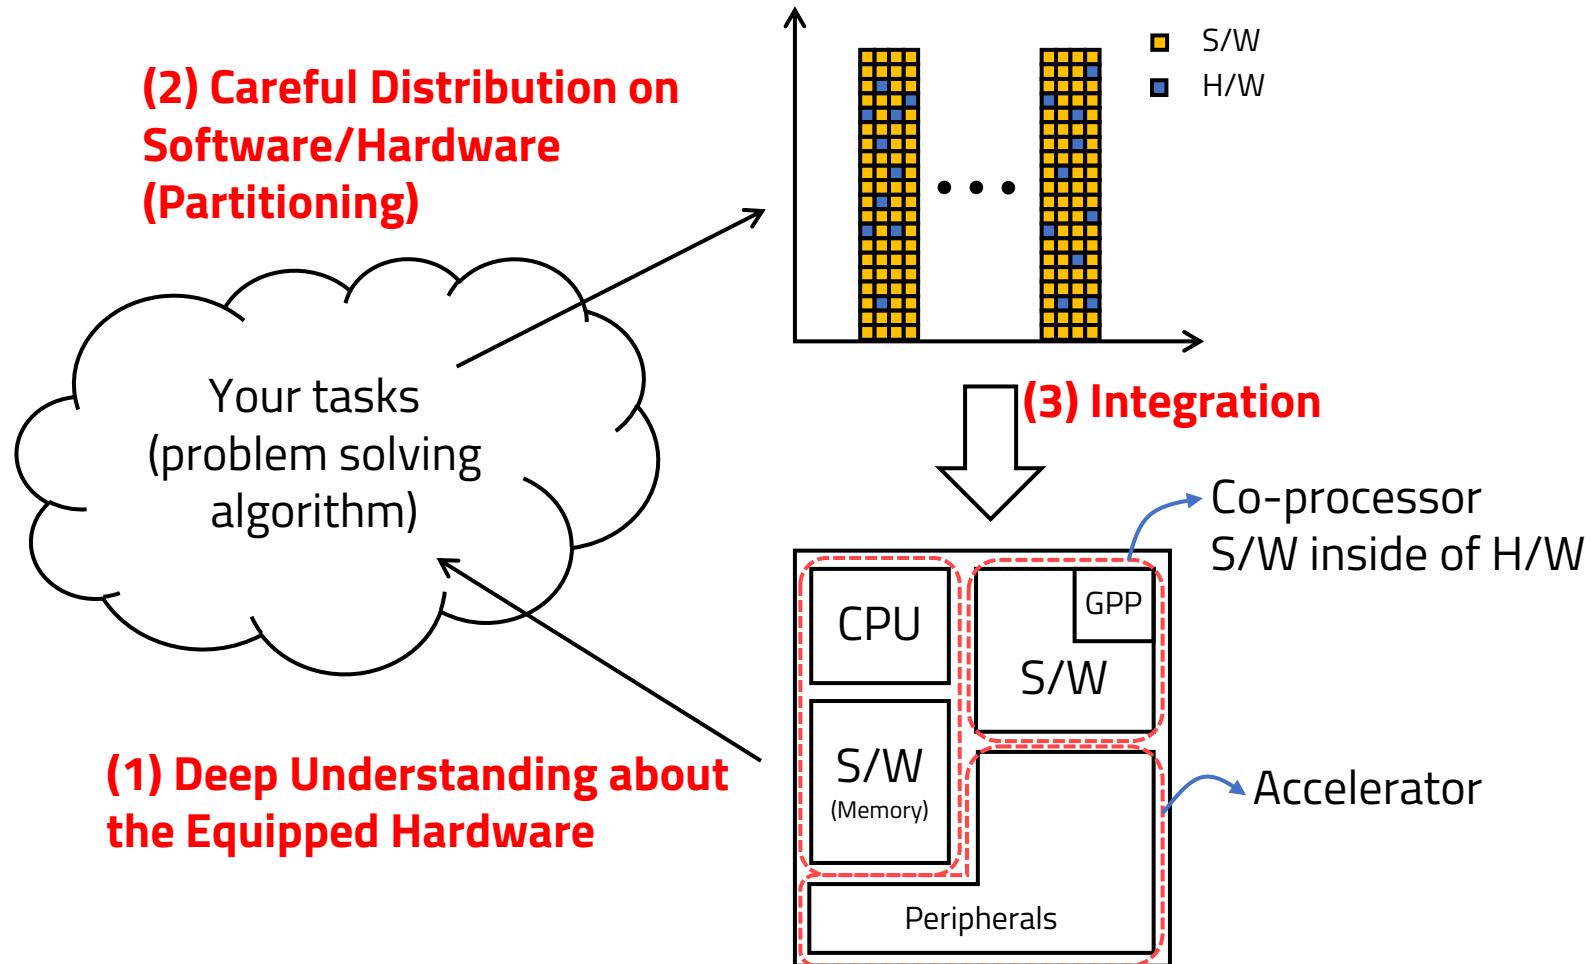 (2) Careful Distribution on
Software/Hardware
(Partitioning)
S/W
H/W
Your tasks
(problem solving
algorithm)
(3) Integration
Co-processor
S/W inside of H/W
CPU
GPP
S/W
S/W
(Memory)
(1) Deep Understanding about
the Equipped Hardware
Accelerator
Peripherals